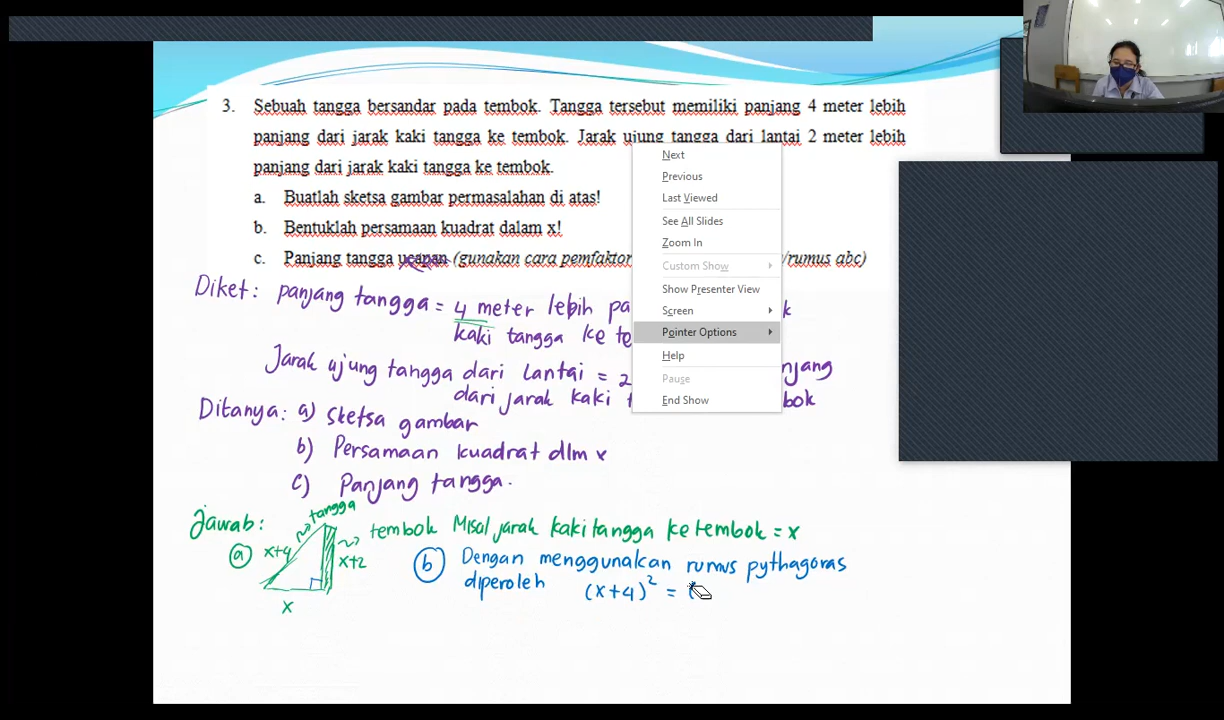 3. Sebuah tangga bersandar pada tembok. Tangga tersebut memiliki panjang 4 meter lebih
panjang dari jarak kaki tangga ke tembok. Jarak ujung tangga dari lantai 2 meter lebih
panjang dari jarak kaki tangga ke tembok.
a. Buatlah sketsa gambar permasalahan di atas!
b. Bentuklah persamaan kuadrat dalam x!
c. Panjang tangga ucapan (gunakan cara pemfaktor /rumus abc)
Next
Previous
Last Viewed
See All Slides
Zoom In
Custom Show
Show Presenter View
Screen
Pointer Options
Help
Pause
End Show
Diket: panjang tangga = 4 meter lebih pa k
kaki tangga ke te
Jarak ujung tangga dari lantai = 2 njang
dari jarak kaki t bok
Ditanya: a) sketsa gambar
b) Persamaan kuadrat dlm x
c) Panjang tangga.
Jawab: tangga tembok Misal jarak kaki tangga ke tembok = x
a x+4 x+2
x
b Dengan menggunakan rumus pythagoras
diperoleh (x+4)² = (